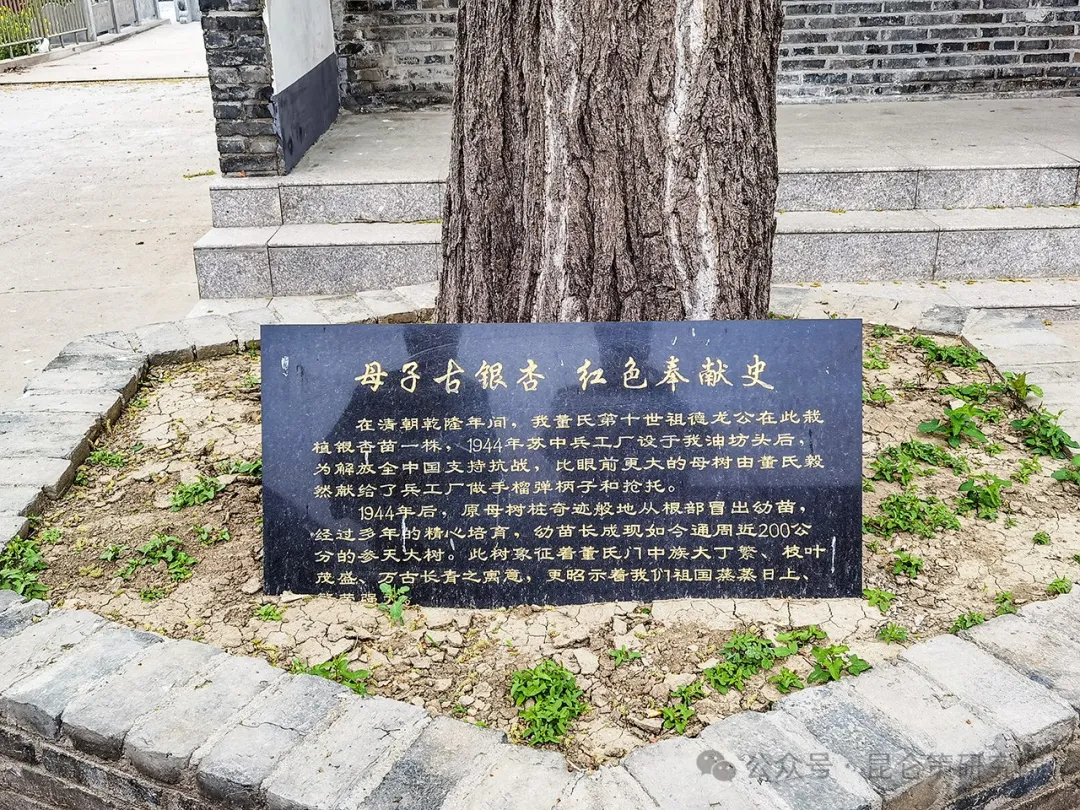 母子古银杏 红色奉献史
在清朝乾隆年间，我董氏第十世祖德龙公在此栽
植银杏苗一株，1944年苏中兵工厂设于我油坊头后，
为解放全中国支持抗战，比眼前更大的母树由董氏毅
然献给了兵工厂做手榴弹柄子和抢托。
1944年后，原母树桩奇迹般地从根部冒出幼苗，
经过多年的精心培育，幼苗长成现如今通周近200公
分的参天大树。此树象征着董氏门中族大丁繁、枝叶
茂盛、万古长青之寓意，更昭示着我们祖国蒸蒸日上、
公众号·昆仑策研